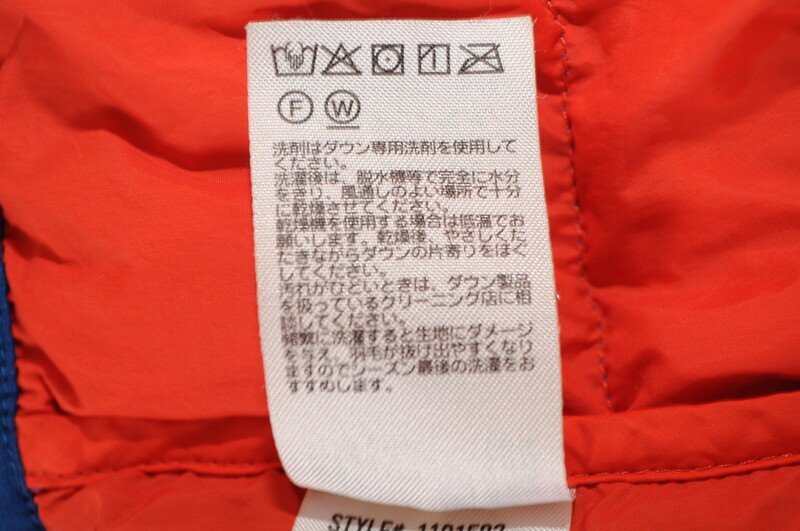 F W
洗剤はダウン専用洗剤を使用して
ください。
洗濯後は、脱水機等で完全に水分
をきり、風通しのよい場所で十分
に乾燥させてください。
乾燥機を使用する場合は低温でお
願いします。乾燥後、やさしくた
たきながらダウンの片寄りをほぐ
してください。
汚れがひどいときは、ダウン製品
を扱っているクリーニング店に相
談してください。
頻繁に洗濯すると生地にダメージ
を与え、羽毛が抜け出やすくなり
ますのでシーズン最後の洗濯をお
すすめします。
STYLE# 1101593